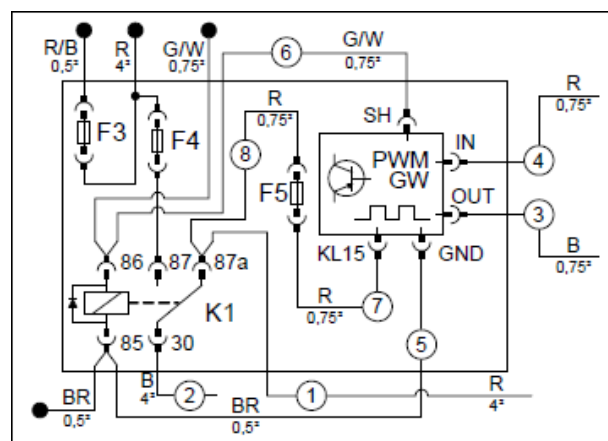 R/B
0,5²
R
4²
G/W
0,75²
6
G/W
0,75²
R
0,75²
F3
F4
8
F5
SH
PWM
GW
IN
OUT
4
R
0,75²
3
B
0,75²
KL15
GND
86
87
87a
K1
R
0,75²
7
5
85
30
B
4²
2
1
R
4²
BR
0,5²
BR
0,5²